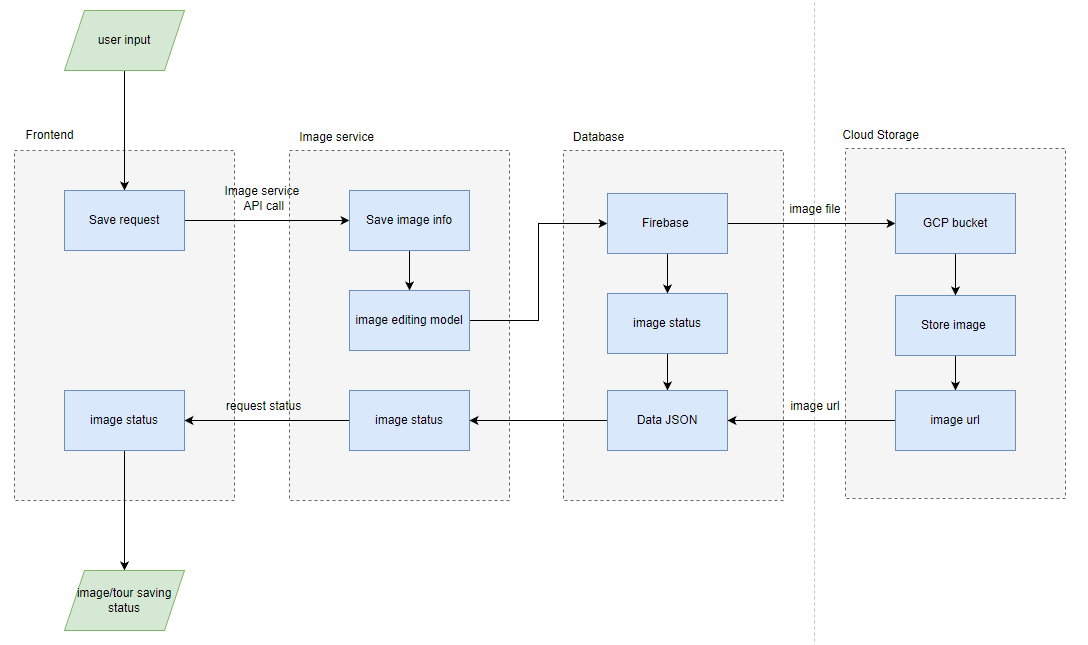 user input
Frontend
Image service
Database
Cloud Storage
Save request
Image service
API call
Save image info
Firebase
image file
GCP bucket
image editing model
image status
Store image
image status
request status
image status
Data JSON
image url
image url
image/tour saving
status